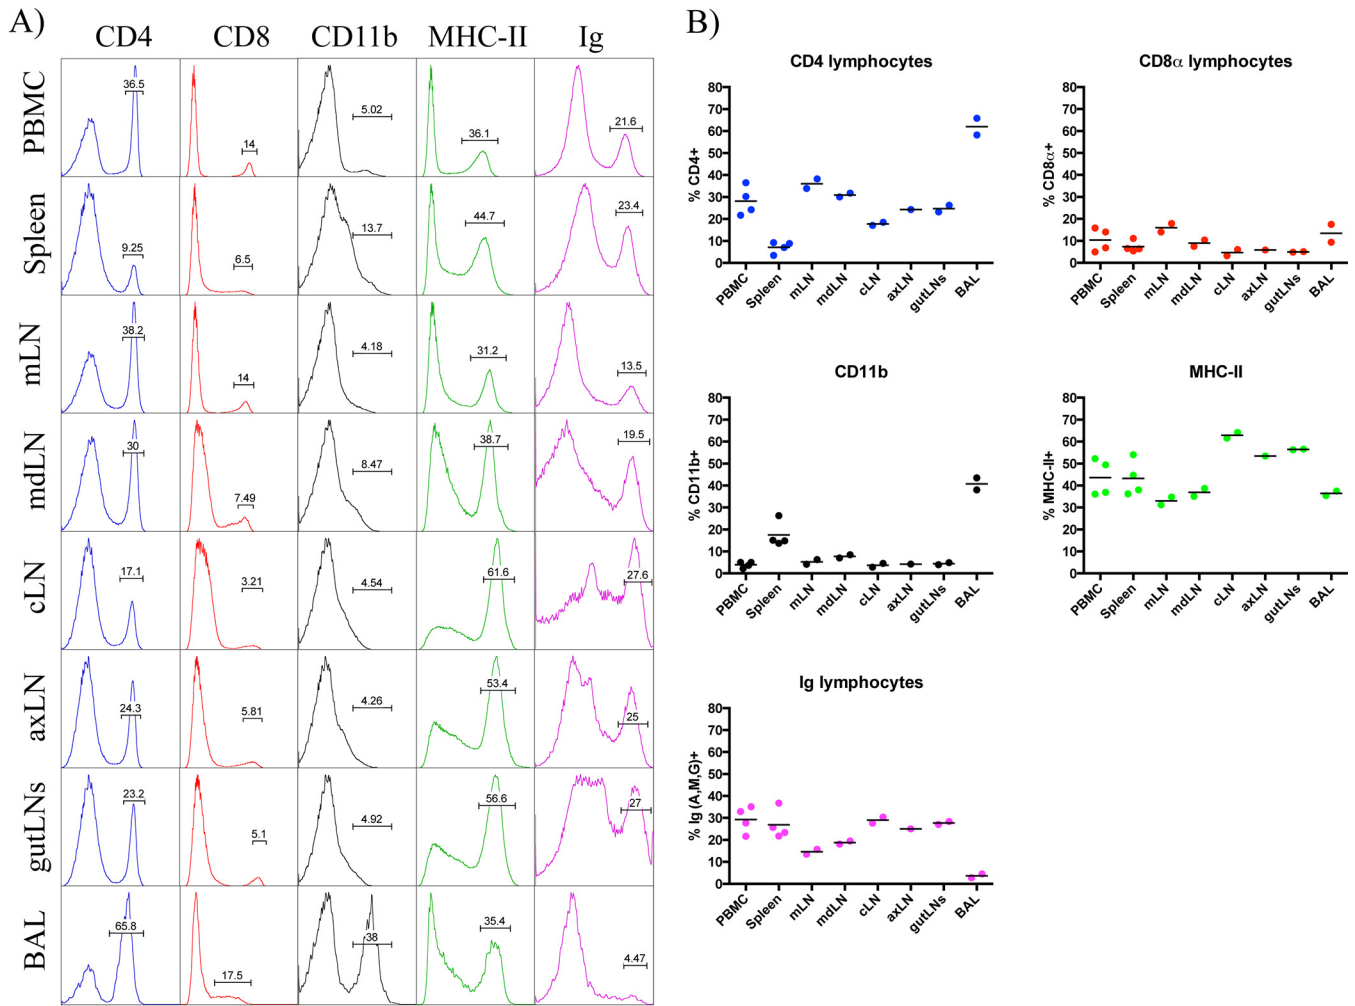 A)
CD4 CD8 CD11b MHC-II Ig
PBMC 36.5 14 5.02 36.1 21.6
Spleen 9.25 6.5 13.7 44.7 23.4
mLN 38.2 14 4.18 31.2 13.5
mdLN 30 7.49 8.47 38.7 19.5
cLN 17.1 3.21 4.54 61.6 27.6
axLN 24.3 5.81 4.26 53.4 25
gutLNs 23.2 5.1 4.92 56.6 27
BAL 65.8 17.5 38 35.4 4.47
B)
CD4 lymphocytes
% CD4+
80
70
60
50
40
30
20
10
0
PBMC Spleen mLN mdLN cLN axLN gutLNs BAL
CD8α lymphocytes
% CD8α+
80
70
60
50
40
30
20
10
0
PBMC Spleen mLN mdLN cLN axLN gutLNs BAL
CD11b
% CD11b+
80
70
60
50
40
30
20
10
0
PBMC Spleen mLN mdLN cLN axLN gutLNs BAL
MHC-II
% MHC-II+
80
70
60
50
40
30
20
10
0
PBMC Spleen mLN mdLN cLN axLN gutLNs BAL
Ig lymphocytes
% Ig (A,M,G)+
80
70
60
50
40
30
20
10
0
PBMC Spleen mLN mdLN cLN axLN gutLNs BAL